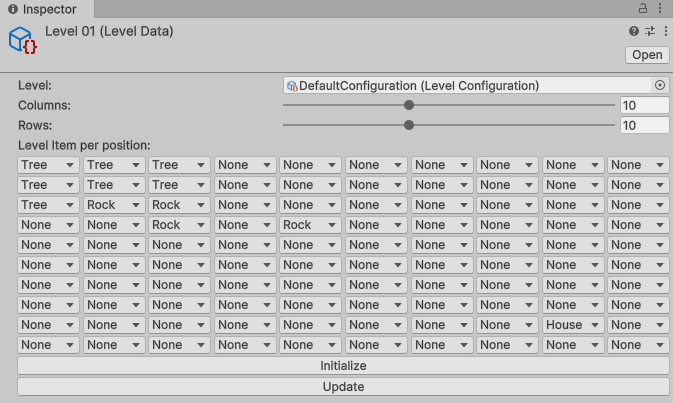 Inspector
Level 01 (Level Data)
Open
Level: DefaultConfiguration (Level Configuration)
Columns: 10
Rows: 10
Level Item per position:
Tree Tree Tree None None None None None None None
Tree Tree Tree None None None None None None None
Tree Rock Rock None None None None None None None
None None Rock None Rock None None None None None
None None None None None None None None None None
None None None None None None None None None None
None None None None None None None None None None
None None None None None None None None None None
None None None None None None None None House None
None None None None None None None None None None
Initialize
Update